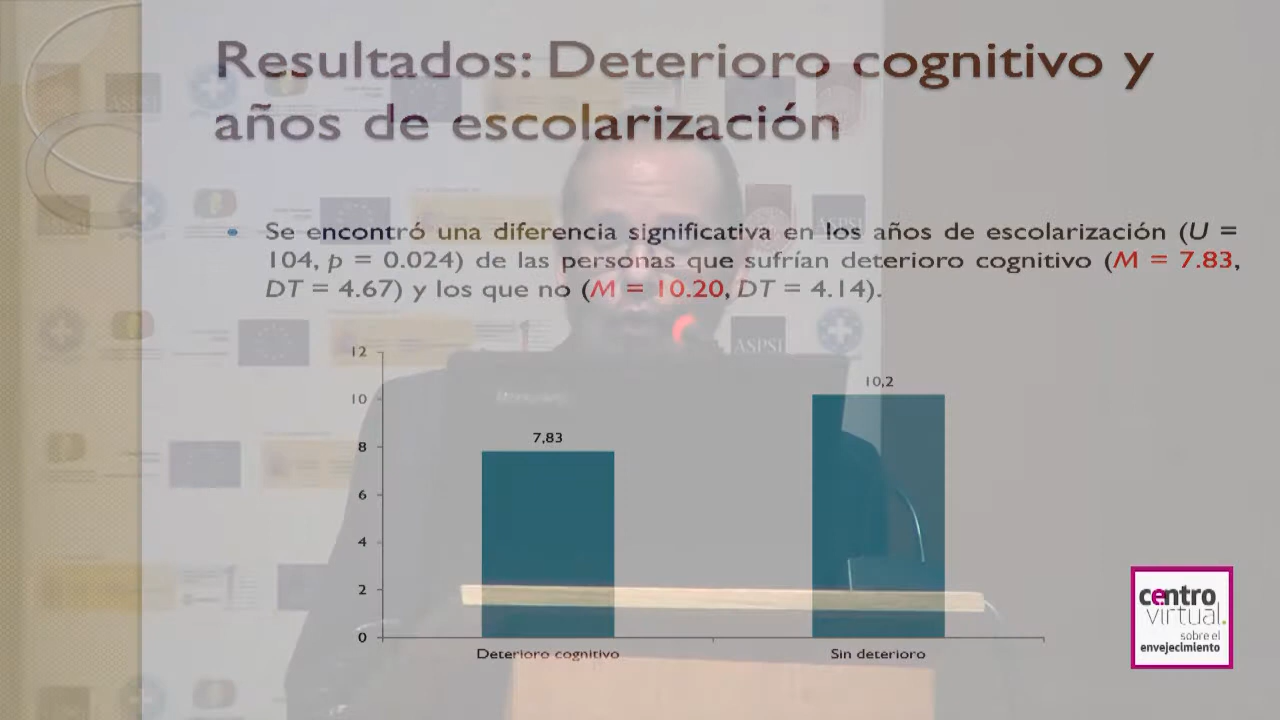 Resultados: Deterioro cognitivo y
años de escolarización
Se encontró una diferencia significativa en los años de escolarización (U =
104, p = 0.024) de las personas que sufrían deterioro cognitivo (M = 7.83,
DT = 4.67) y los que no (M = 10.20, DT = 4.14).
12
10
8
6
4
2
0
7,83
10,2
Deterioro cognitivo
Sin deterioro
ASPSI
ASPSI
ASPSI
centro
virtual.
sobre el
envejecimiento